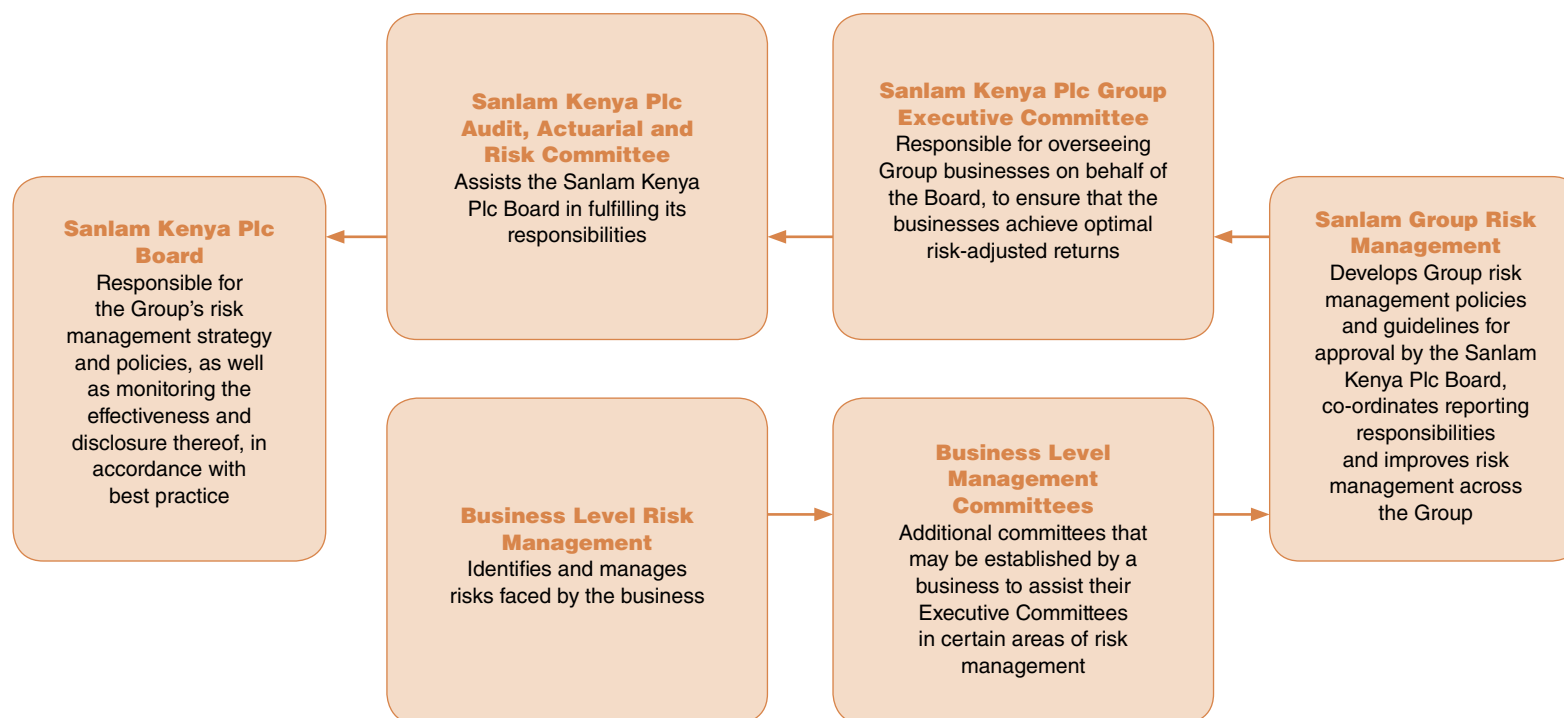 Sanlam Kenya Plc
Board
Responsible for
the Group's risk
management strategy
and policies, as well
as monitoring the
effectiveness and
disclosure thereof, in
accordance with
best practice
Sanlam Kenya Plc
Audit, Actuarial and
Risk Committee
Assists the Sanlam Kenya
Plc Board in fulfilling its
responsibilities
Sanlam Kenya Plc Group
Executive Committee
Responsible for overseeing
Group businesses on behalf of
the Board, to ensure that the
businesses achieve optimal
risk-adjusted returns
Sanlam Group Risk
Management
Develops Group risk
management policies
and guidelines for
approval by the Sanlam
Kenya Plc Board,
co-ordinates reporting
responsibilities
and improves risk
management across
the Group
Business Level Risk
Management
Identifies and manages
risks faced by the business
Business Level
Management
Committees
Additional committees that
may be established by a
business to assist their
Executive Committees
in certain areas of risk
management